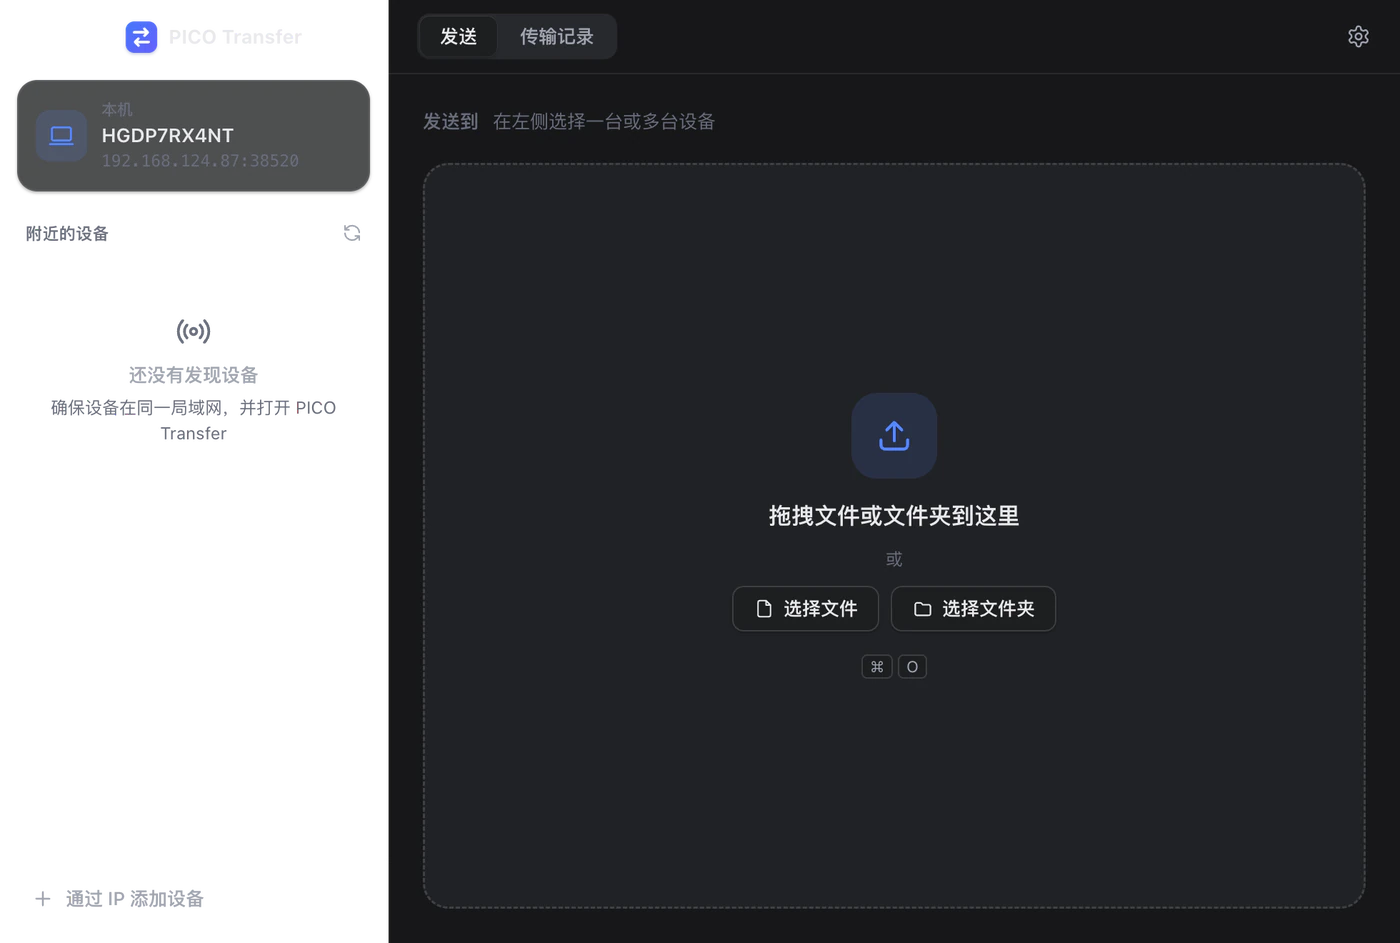 PICO Transfer
本机
HGDP7RX4NT
192.168.124.87:38520
附近的设备
还没有发现设备
确保设备在同一局域网，并打开 PICO
Transfer
通过 IP 添加设备
发送 传输记录
发送到 在左侧选择一台或多台设备
拖拽文件或文件夹到这里
或
选择文件 选择文件夹
⌘ O